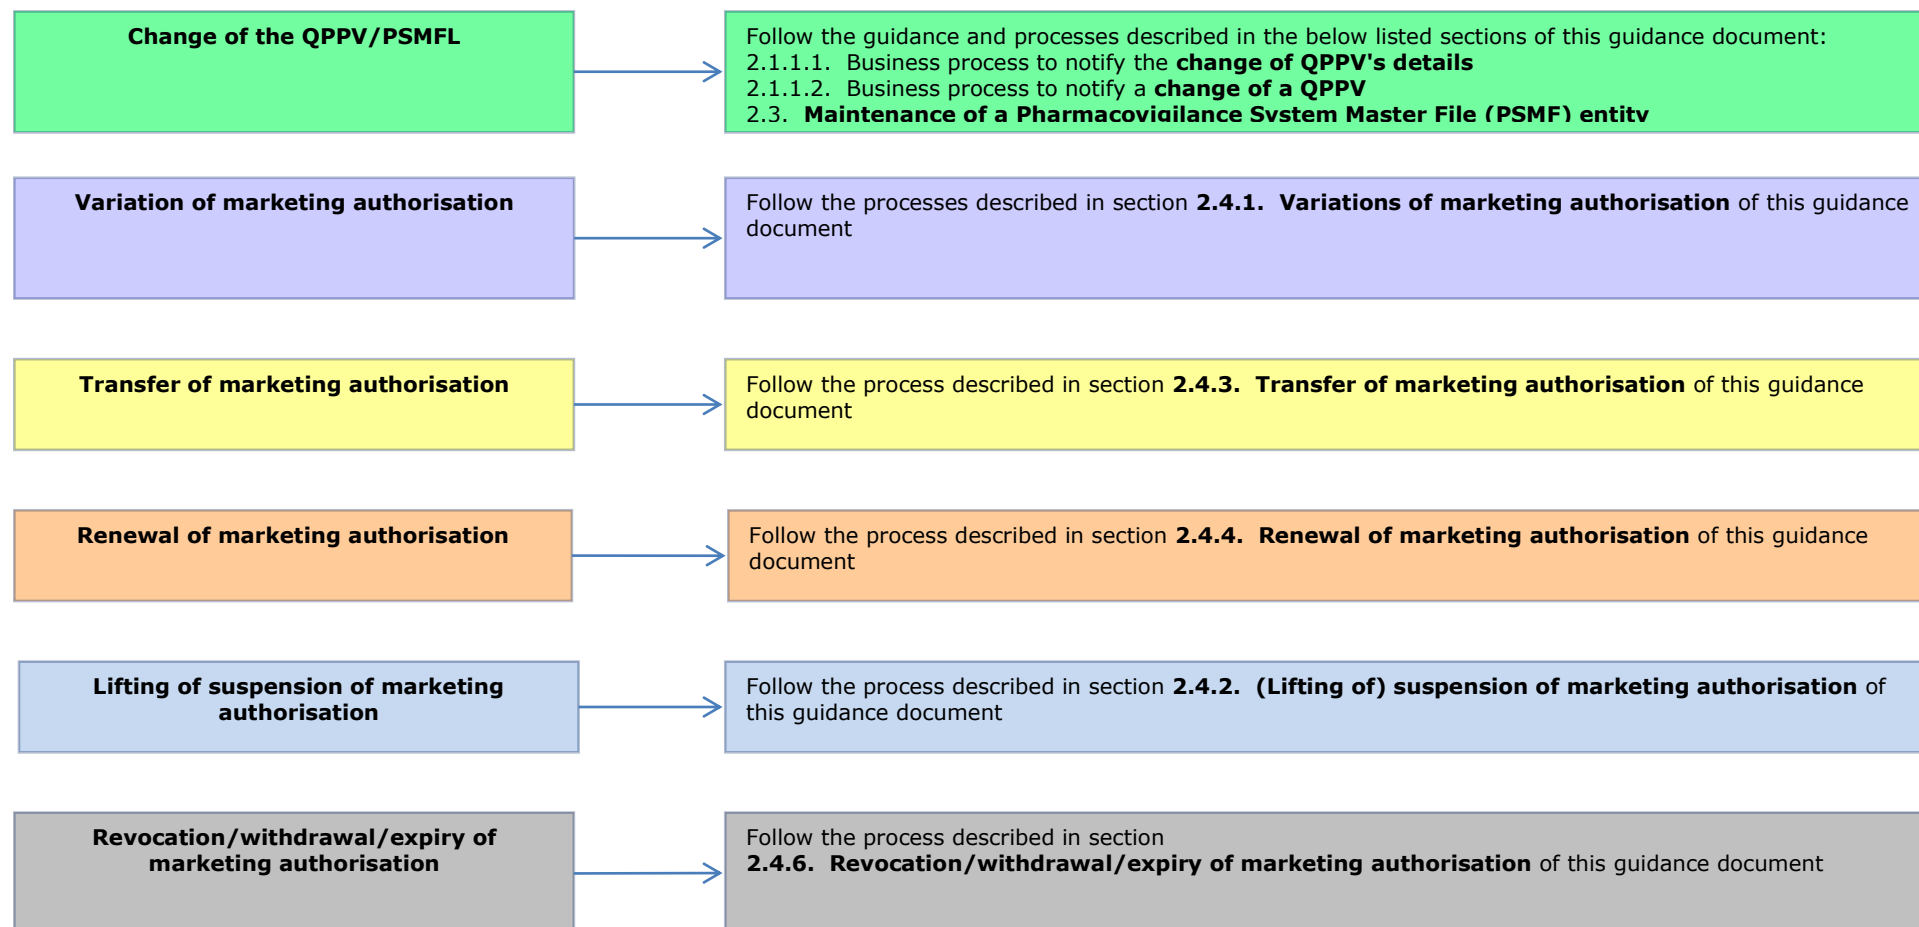 Change of the QPPV/PSMFL
Follow the guidance and processes described in the below listed sections of this guidance document:
2.1.1.1. Business process to notify the change of QPPV's details
2.1.1.2. Business process to notify a change of a QPPV
2.3. Maintenance of a Pharmacovigilance System Master File (PSMF) entity
Variation of marketing authorisation
Follow the processes described in section 2.4.1. Variations of marketing authorisation of this guidance
document
Transfer of marketing authorisation
Follow the process described in section 2.4.3. Transfer of marketing authorisation of this guidance
document
Renewal of marketing authorisation
Follow the process described in section 2.4.4. Renewal of marketing authorisation of this guidance
document
Lifting of suspension of marketing
authorisation
Follow the process described in section 2.4.2. (Lifting of) suspension of marketing authorisation of
this guidance document
Revocation/withdrawal/expiry of
marketing authorisation
Follow the process described in section
2.4.6. Revocation/withdrawal/expiry of marketing authorisation of this guidance document